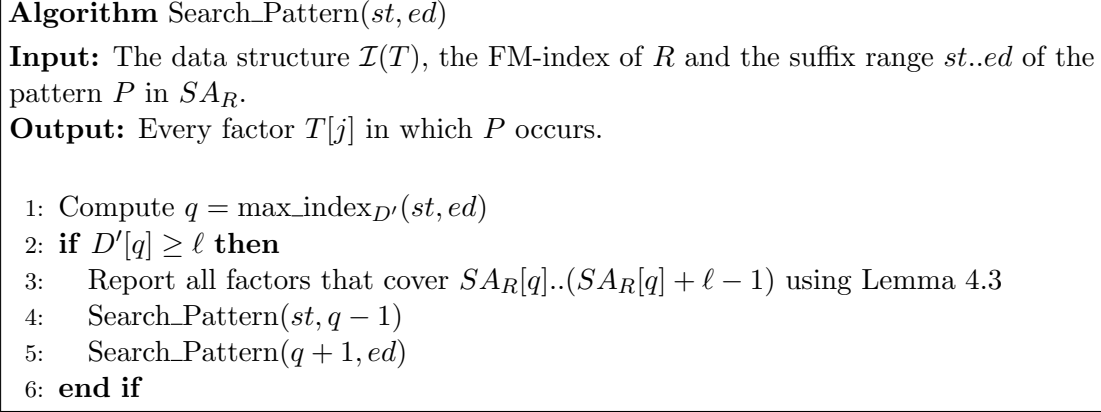 Algorithm Search_Pattern(st, ed)
Input: The data structure 𝓘(T), the FM-index of R and the suffix range st..ed of the
pattern P in SA_R.
Output: Every factor T[j] in which P occurs.
1: Compute q = max_index_{D′}(st, ed)
2: if D′[q] ≥ ℓ then
3: Report all factors that cover SA_R[q]..(SA_R[q] + ℓ − 1) using Lemma 4.3
4: Search_Pattern(st, q − 1)
5: Search_Pattern(q + 1, ed)
6: end if